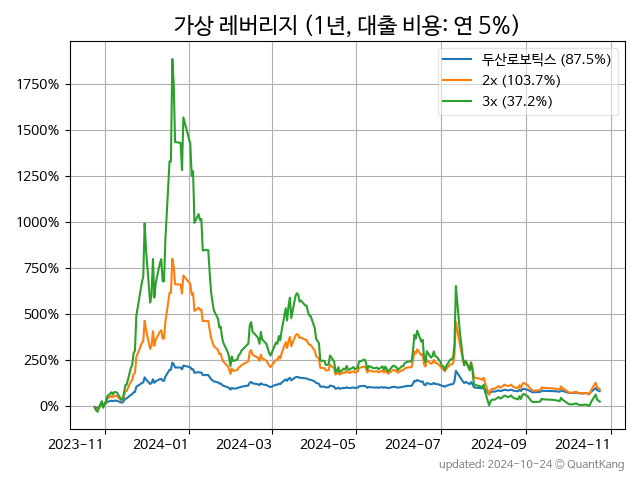 가상 레버리지 (1년, 대출 비용: 연 5%)
두산로보틱스 (87.5%)
2x (103.7%)
3x (37.2%)
1750%
1500%
1250%
1000%
750%
500%
250%
0%
2023-11 2024-01 2024-03 2024-05 2024-07 2024-09 2024-11
updated: 2024-10-24 © QuantKang